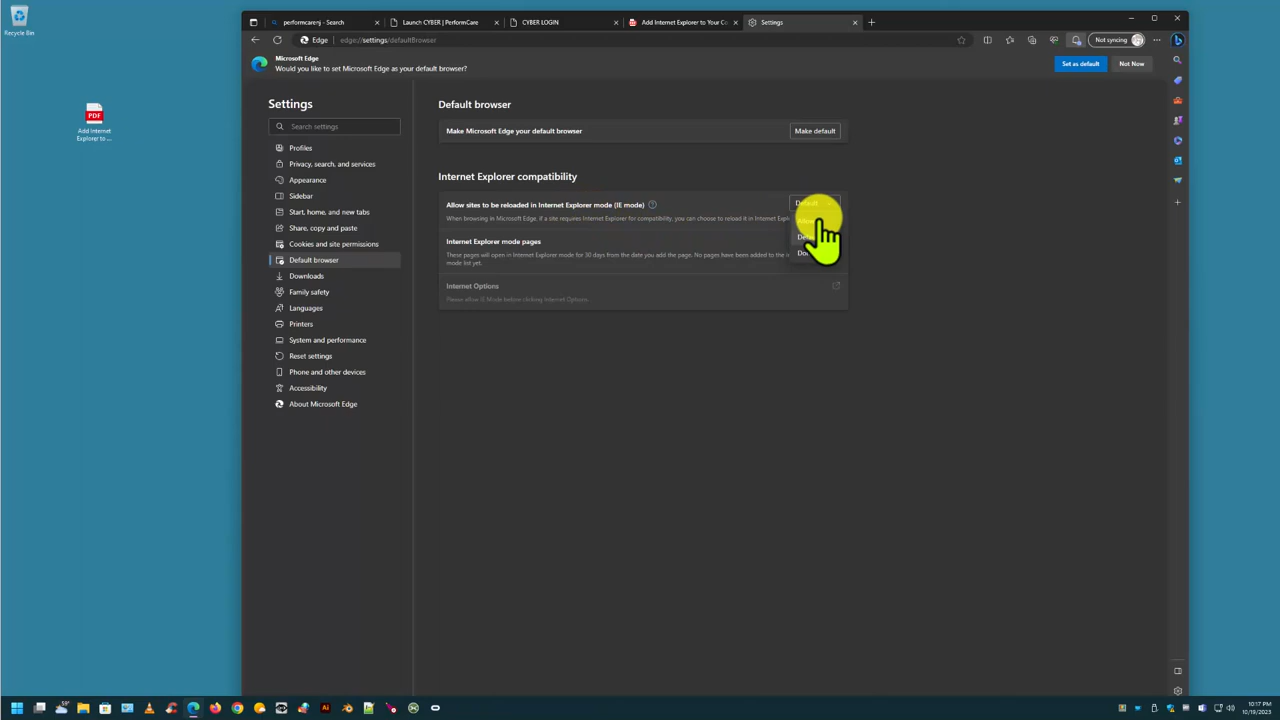 Recycle Bin
Add Internet
Explorer to ...
performcarenj - Search
Launch CYBER | PerformCare
CYBER LOGIN
Add Internet Explorer to Your Co
Settings
Edge
edge://settings/defaultBrowser
Not syncing
Microsoft Edge
Would you like to set Microsoft Edge as your default browser?
Set as default
Not Now
Settings
Search settings
Profiles
Privacy, search, and services
Appearance
Sidebar
Start, home, and new tabs
Share, copy and paste
Cookies and site permissions
Default browser
Downloads
Family safety
Languages
Printers
System and performance
Reset settings
Phone and other devices
Accessibility
About Microsoft Edge
Default browser
Make Microsoft Edge your default browser
Make default
Internet Explorer compatibility
Allow sites to be reloaded in Internet Explorer mode (IE mode)
Default
When browsing in Microsoft Edge, if a site requires Internet Explorer for compatibility, you can choose to reload it in Internet Expl
Allow
Internet Explorer mode pages
These pages will open in Internet Explorer mode for 30 days from the date you add the page. No pages have been added to the
mode list yet.
Internet Options
Please allow IE Mode before clicking Internet Options.
PDF
59°
10:17 PM
10/19/2023